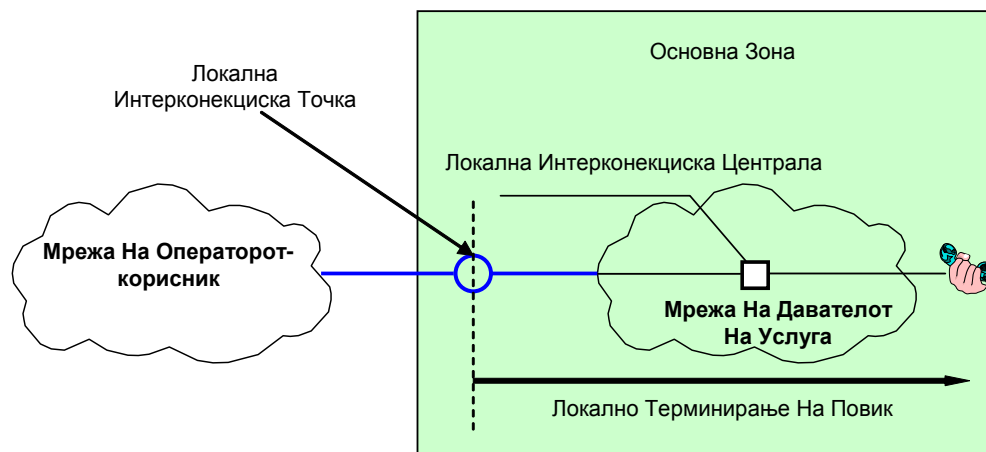 Основна Зона
Локална
Интерконекциска Точка
Локална Интерконекциска Централа
Мрежа На Операторот-
корисник
Мрежа На Давателот
На Услуга
Локално Терминирање На Повик